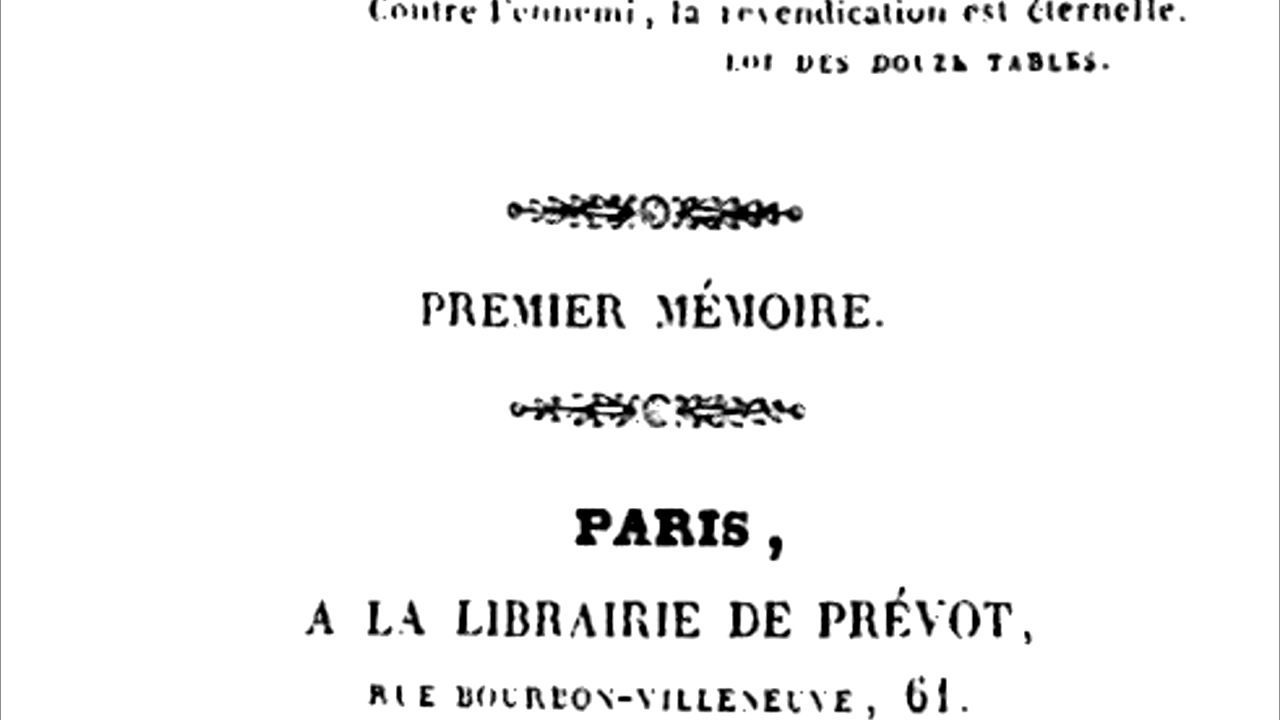 Contre l'ennemi, la revendication est éternelle.
LOI DES DOUZE TABLES.
PREMIER MÉMOIRE.
PARIS,
A LA LIBRAIRIE DE PRÉVOT,
RUE BOURBON-VILLENEUVE, 61.